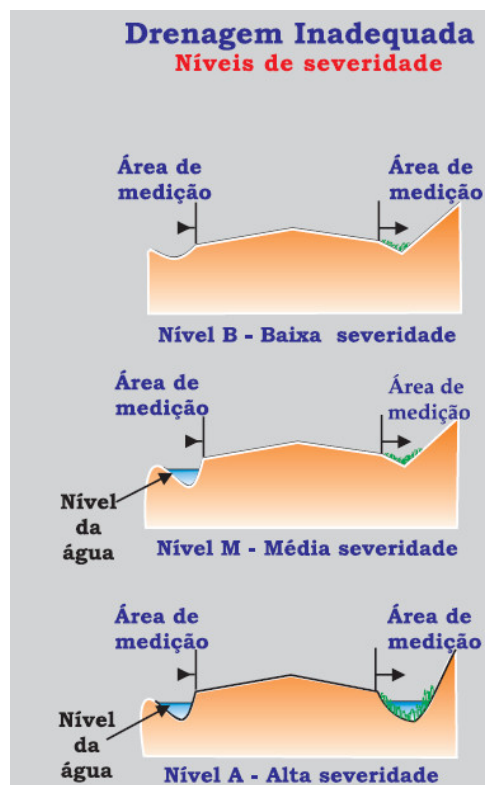 Drenagem Inadequada
Níveis de severidade
Área de
medição
Área de
medição
Nível B - Baixa severidade
Área de
medição
Área de
medição
Nível
da
água
Nível M - Média severidade
Área de
medição
Área de
medição
Nível
da
água
Nível A - Alta severidade